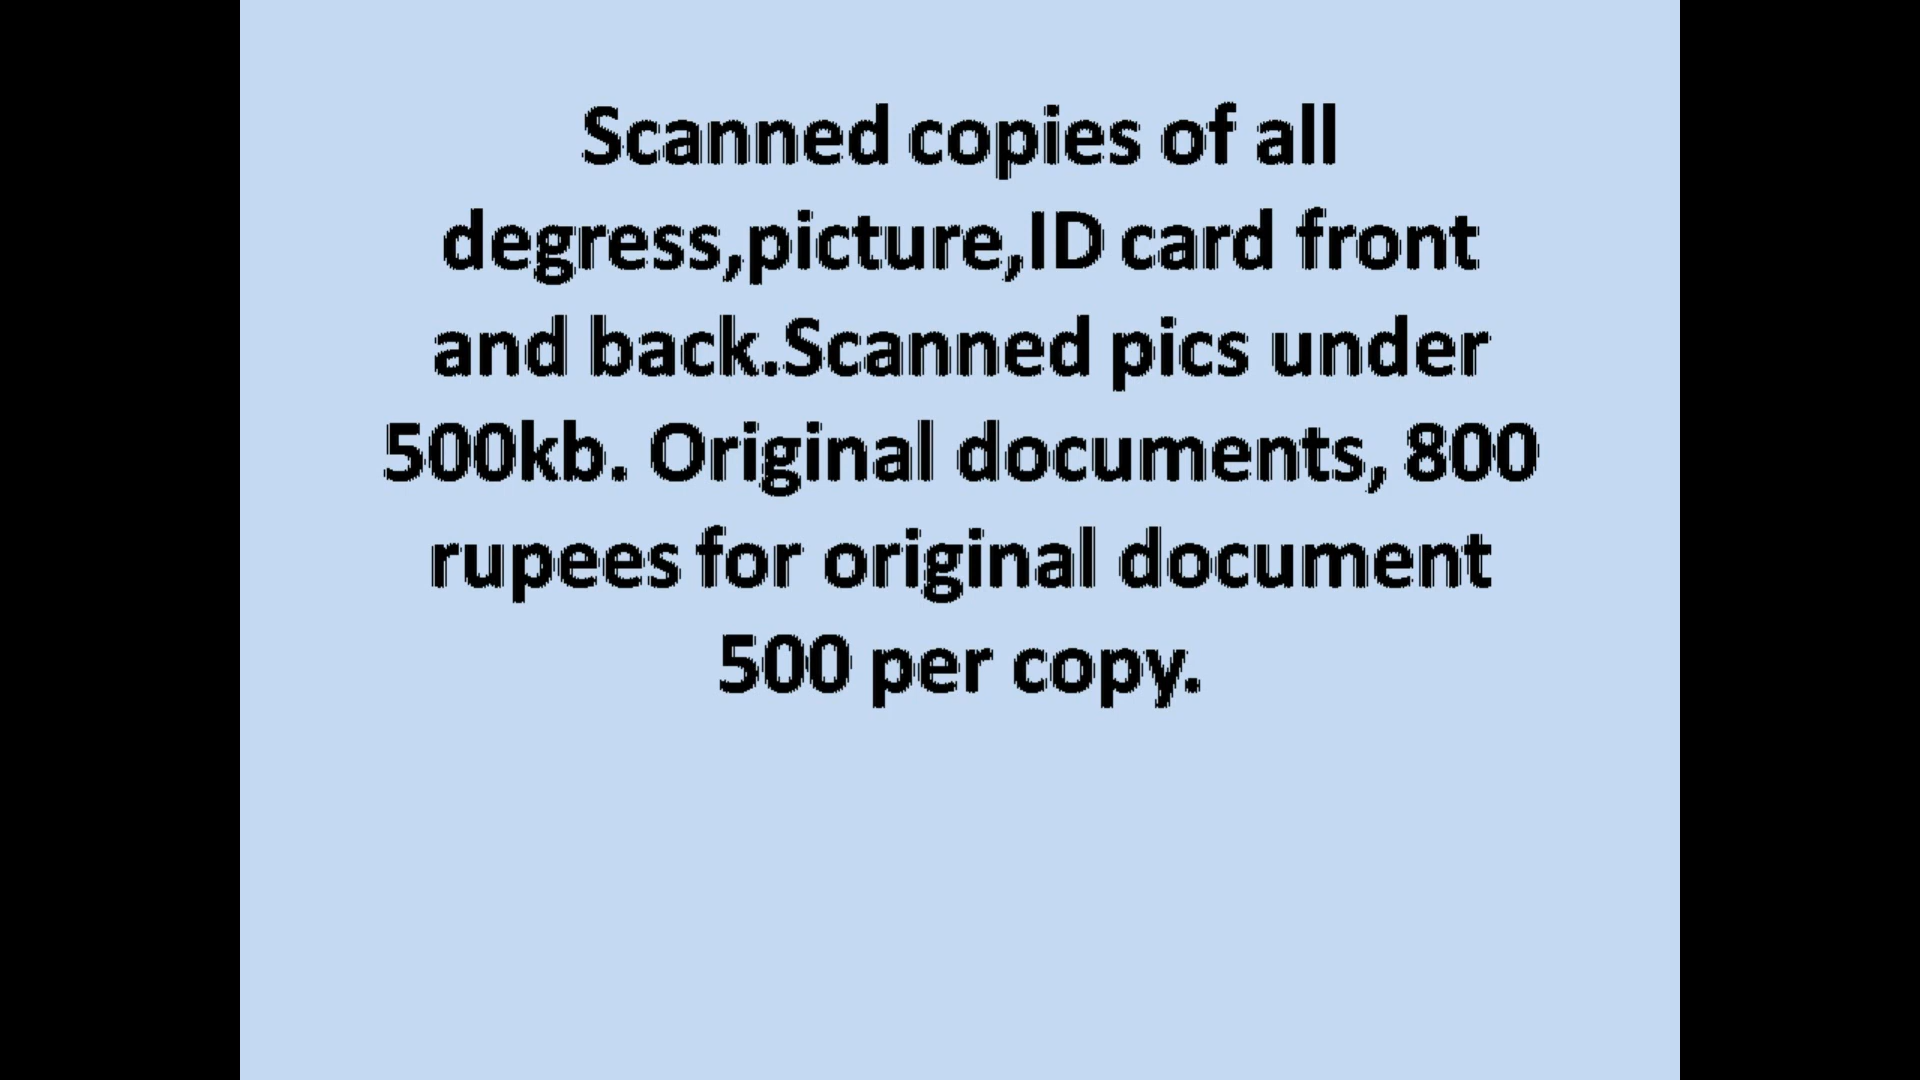 Scanned copies of all
degress,picture,ID card front
and back.Scanned pics under
500kb. Original documents, 800
rupees for original document
500 per copy.